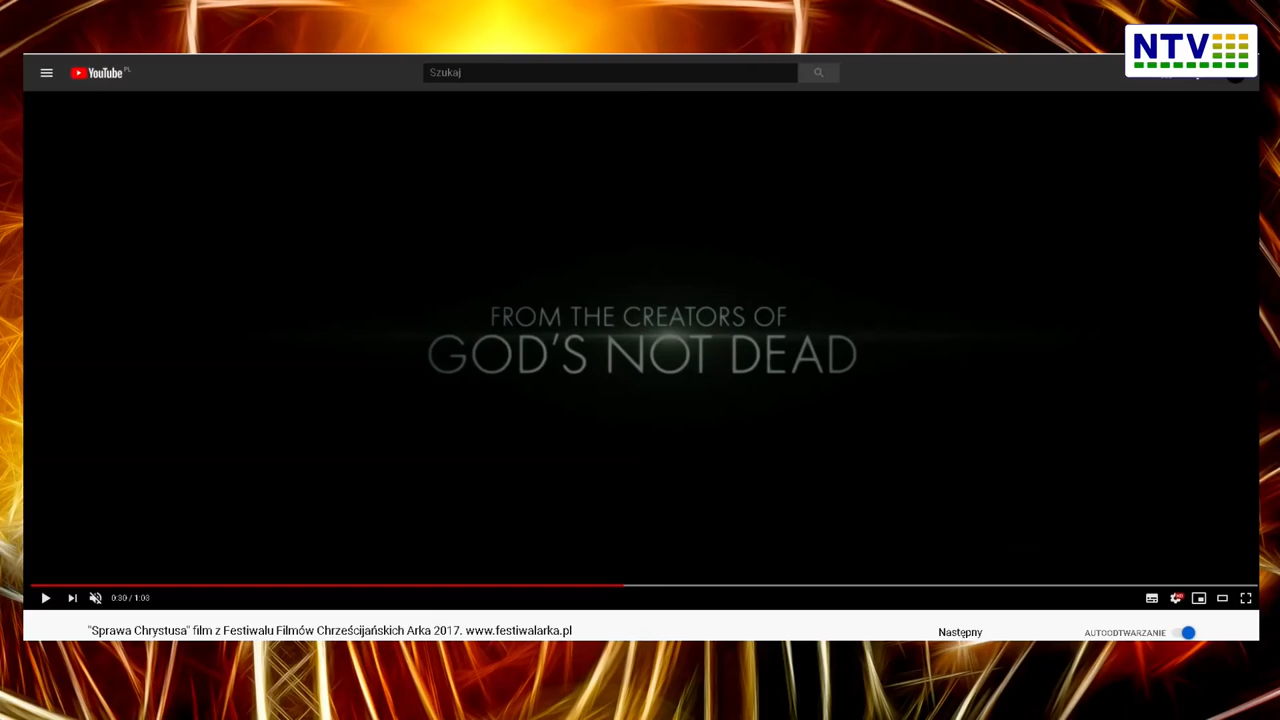 NTV
YouTube PL
Szukaj
FROM THE CREATORS OF
GOD'S NOT DEAD
0:30 / 1:03
HD
"Sprawa Chrystusa" film z Festiwalu Filmów Chrześcijańskich Arka 2017. www.festiwalarka.pl
Następny
AUTOODTWARZANIE